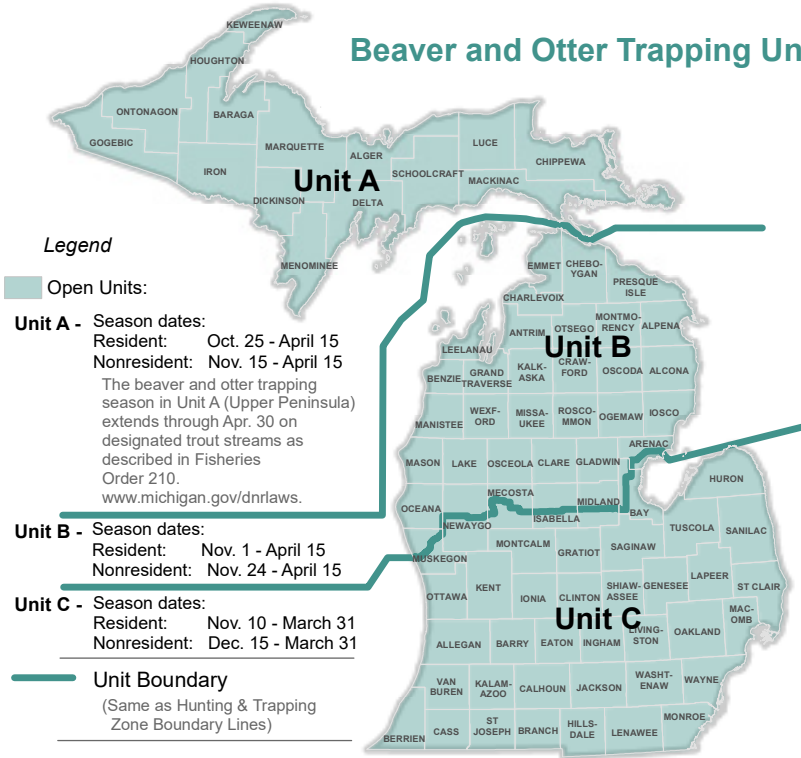 Beaver and Otter Trapping Un
KEWEENAW
HOUGHTON
ONTONAGON
BARAGA
GOGEBIC
MARQUETTE
LUCE
ALGER
CHIPPEWA
IRON
SCHOOLCRAFT
MACKINAC
Unit A
DICKINSON
DELTA
MENOMINEE
Legend
Open Units:
Unit A - Season dates:
Resident: Oct. 25 - April 15
Nonresident: Nov. 15 - April 15
The beaver and otter trapping
season in Unit A (Upper Peninsula)
extends through Apr. 30 on
designated trout streams as
described in Fisheries
Order 210.
www.michigan.gov/dnrlaws.
Unit B - Season dates:
Resident: Nov. 1 - April 15
Nonresident: Nov. 24 - April 15
Unit C - Season dates:
Resident: Nov. 10 - March 31
Nonresident: Dec. 15 - March 31
Unit Boundary
(Same as Hunting & Trapping
Zone Boundary Lines)
EMMET
CHEBO-
YGAN
PRESQUE
ISLE
CHARLEVOIX
ANTRIM
OTSEGO
MONTMO-
RENCY
ALPENA
Unit B
LEELANAU
BENZIE
GRAND
TRAVERSE
KALK-
ASKA
CRAW-
FORD
OSCODA
ALCONA
MANISTEE
WEXF-
ORD
MISSA-
UKEE
ROSCO-
MMON
OGEMAW
IOSCO
ARENAC
MASON
LAKE
OSCEOLA
CLARE
GLADWIN
HURON
OCEANA
NEWAYGO
MECOSTA
ISABELLA
MIDLAND
BAY
TUSCOLA
SANILAC
MUSKEGON
MONTCALM
GRATIOT
SAGINAW
OTTAWA
KENT
IONIA
CLINTON
SHIAW-
ASSEE
GENESEE
LAPEER
ST CLAIR
Unit C
MAC-
OMB
ALLEGAN
BARRY
EATON
INGHAM
LIVING-
STON
OAKLAND
VAN
BUREN
KALAM-
AZOO
CALHOUN
JACKSON
WASHT-
ENAW
WAYNE
BERRIEN
CASS
ST
JOSEPH
BRANCH
HILLS-
DALE
LENAWEE
MONROE